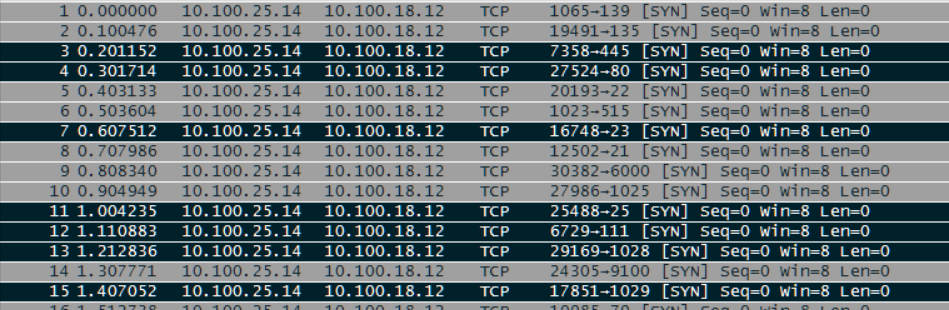 1 0.000000 10.100.25.14 10.100.18.12 TCP 1065→139 [SYN] Seq=0 Win=8 Len=0
2 0.100476 10.100.25.14 10.100.18.12 TCP 19491→135 [SYN] Seq=0 Win=8 Len=0
3 0.201152 10.100.25.14 10.100.18.12 TCP 7358→445 [SYN] Seq=0 Win=8 Len=0
4 0.301714 10.100.25.14 10.100.18.12 TCP 27524→80 [SYN] Seq=0 Win=8 Len=0
5 0.403133 10.100.25.14 10.100.18.12 TCP 20193→22 [SYN] Seq=0 Win=8 Len=0
6 0.503604 10.100.25.14 10.100.18.12 TCP 1023→515 [SYN] Seq=0 Win=8 Len=0
7 0.607512 10.100.25.14 10.100.18.12 TCP 16748→23 [SYN] Seq=0 Win=8 Len=0
8 0.707986 10.100.25.14 10.100.18.12 TCP 12502→21 [SYN] Seq=0 Win=8 Len=0
9 0.808340 10.100.25.14 10.100.18.12 TCP 30382→6000 [SYN] Seq=0 Win=8 Len=0
10 0.904949 10.100.25.14 10.100.18.12 TCP 27986→1025 [SYN] Seq=0 Win=8 Len=0
11 1.004235 10.100.25.14 10.100.18.12 TCP 25488→25 [SYN] Seq=0 Win=8 Len=0
12 1.110883 10.100.25.14 10.100.18.12 TCP 6729→111 [SYN] Seq=0 Win=8 Len=0
13 1.212836 10.100.25.14 10.100.18.12 TCP 29169→1028 [SYN] Seq=0 Win=8 Len=0
14 1.307771 10.100.25.14 10.100.18.12 TCP 24305→9100 [SYN] Seq=0 Win=8 Len=0
15 1.407052 10.100.25.14 10.100.18.12 TCP 17851→1029 [SYN] Seq=0 Win=8 Len=0
10.100.25.14 10.100.18.12 TCP [SYN] Seq=0 Win=8 Len=0